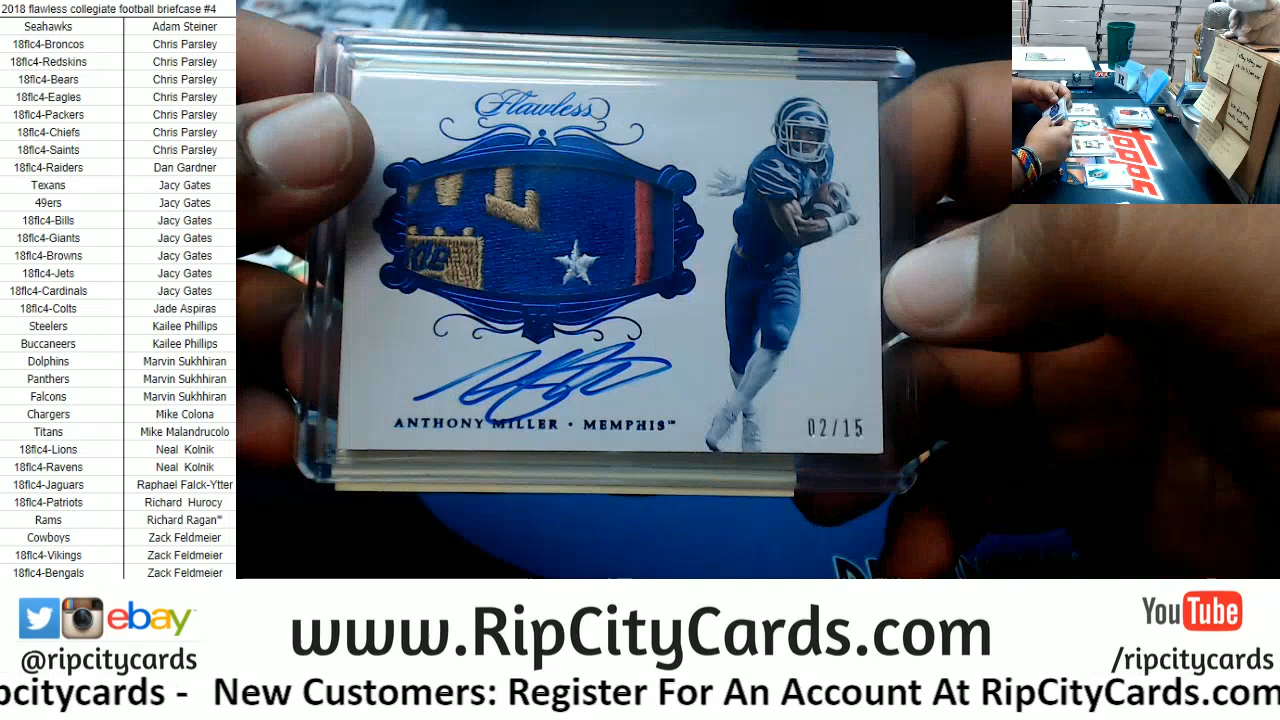 2018 flawless collegiate football briefcase #4
Seahawks Adam Steiner
18flc4-Broncos Chris Parsley
18flc4-Redskins Chris Parsley
18flc4-Bears Chris Parsley
18flc4-Eagles Chris Parsley
18flc4-Packers Chris Parsley
18flc4-Chiefs Chris Parsley
18flc4-Saints Chris Parsley
18flc4-Raiders Dan Gardner
Texans Jacy Gates
49ers Jacy Gates
18flc4-Bills Jacy Gates
18flc4-Giants Jacy Gates
18flc4-Browns Jacy Gates
18flc4-Jets Jacy Gates
18flc4-Cardinals Jacy Gates
18flc4-Colts Jade Aspiras
Steelers Kailee Phillips
Buccaneers Kailee Phillips
Dolphins Marvin Sukhhiran
Panthers Marvin Sukhhiran
Falcons Marvin Sukhhiran
Chargers Mike Colona
Titans Mike Malandrucolo
18flc4-Lions Neal Kolnik
18flc4-Ravens Neal Kolnik
18flc4-Jaguars Raphael Falck-Ytter
18flc4-Patriots Richard Hurocy
Rams Richard Ragan*
Cowboys Zack Feldmeier
18flc4-Vikings Zack Feldmeier
18flc4-Bengals Zack Feldmeier
Flawless
ANTHONY MILLER • MEMPHIS™
02/15
topps
R
ebay™
@ripcitycards
www.RipCityCards.com
YouTube
/ripcitycards
pcitycards - New Customers: Register For An Account At RipCityCards.com